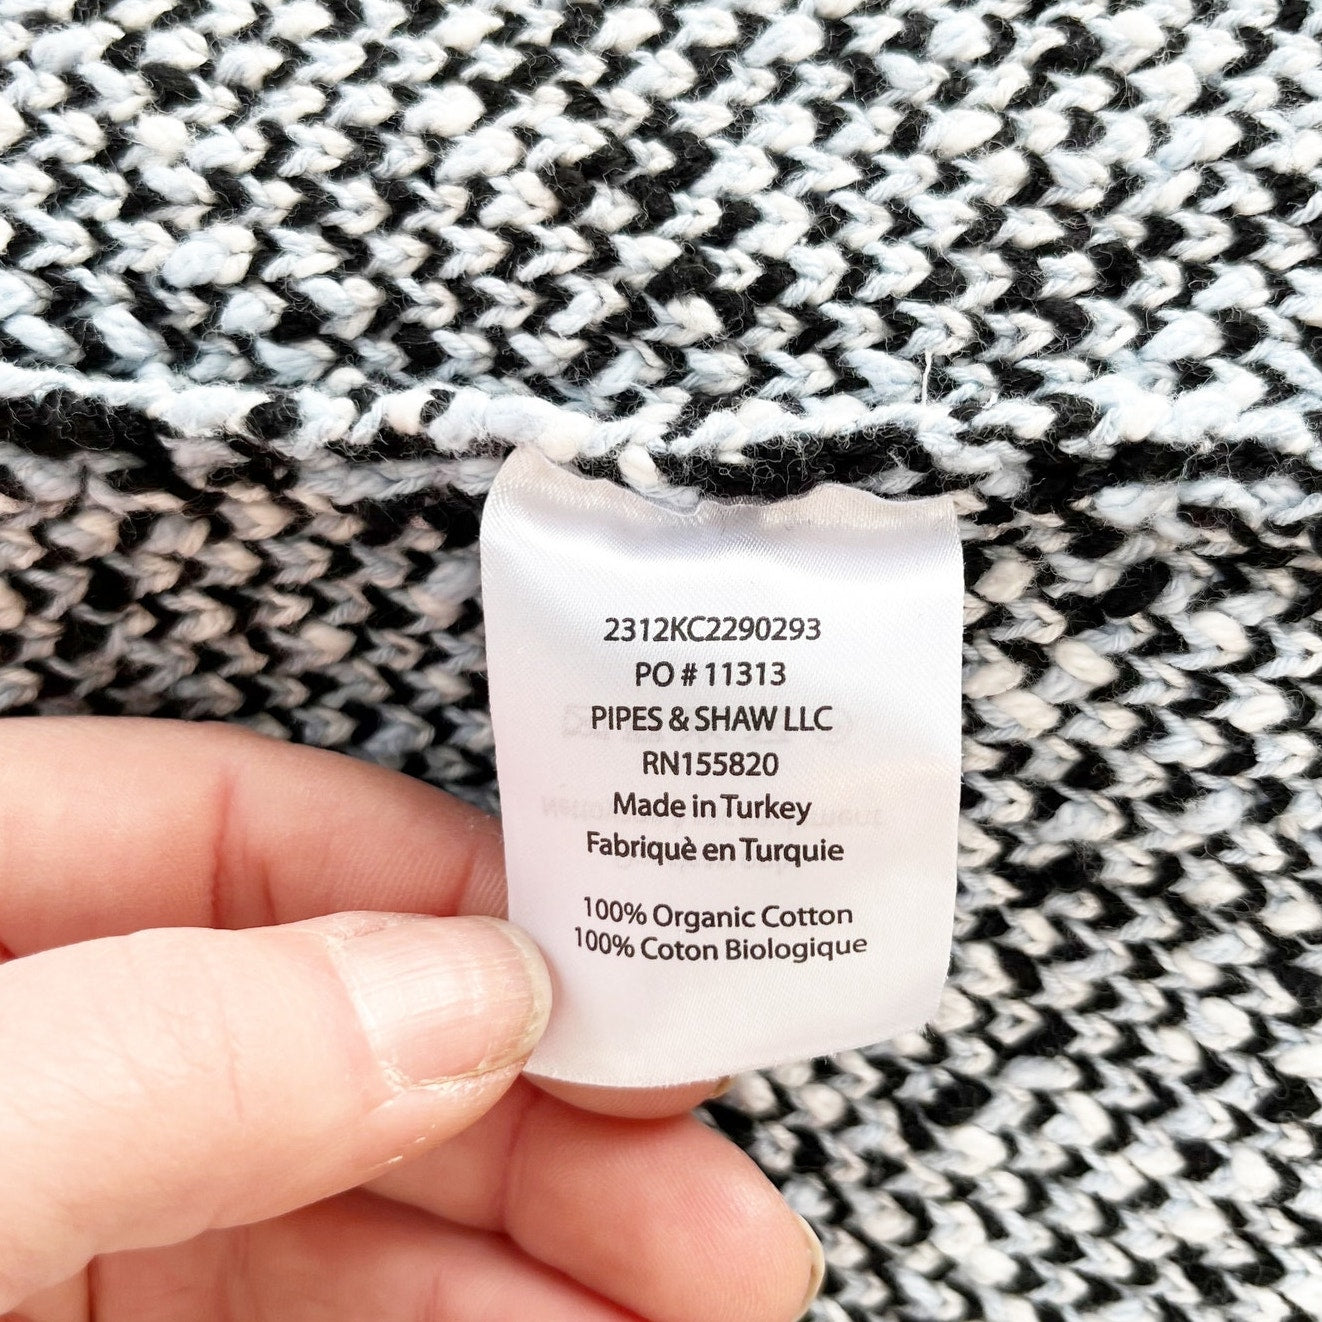 2312KC2290293
PO # 11313
PIPES & SHAW LLC
RN155820
Made in Turkey
Fabriquè en Turquie
100% Organic Cotton
100% Coton Biologique